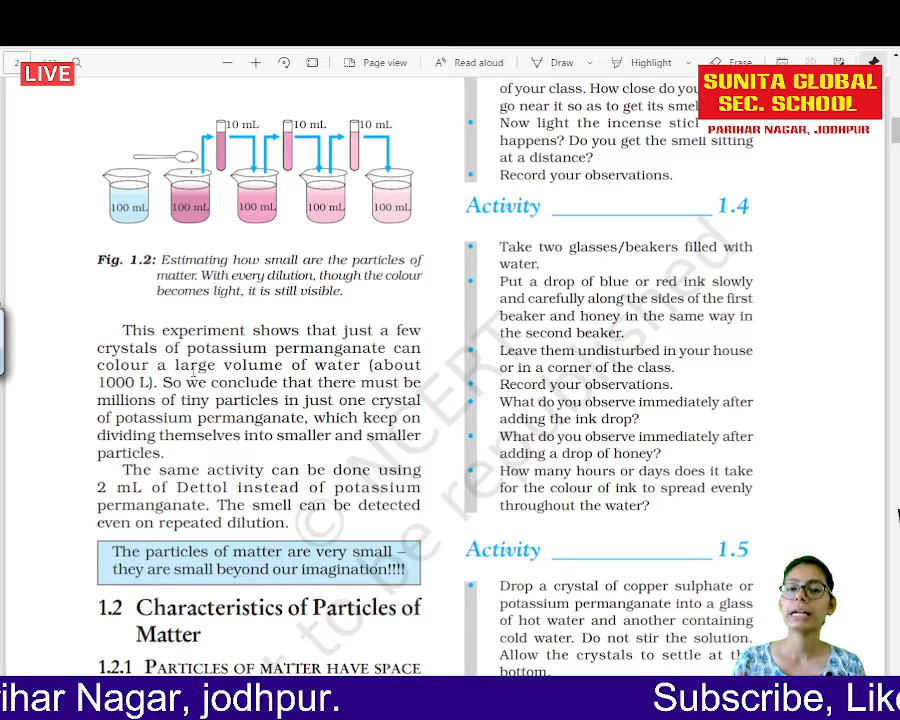 2
Page view
Read aloud
Draw
Highlight
Erase
LIVE
SUNITA GLOBAL
SEC. SCHOOL
PARIHAR NAGAR, JODHPUR
10 mL
10 mL
10 mL
100 mL
100 mL
100 mL
100 mL
100 mL
Fig. 1.2: Estimating how small are the particles of
matter. With every dilution, though the colour
becomes light, it is still visible.
This experiment shows that just a few
crystals of potassium permanganate can
colour a large volume of water (about
1000 L). So we conclude that there must be
millions of tiny particles in just one crystal
of potassium permanganate, which keep on
dividing themselves into smaller and smaller
particles.
The same activity can be done using
2 mL of Dettol instead of potassium
permanganate. The smell can be detected
even on repeated dilution.
The particles of matter are very small –
they are small beyond our imagination!!!!
1.2 Characteristics of Particles of
Matter
1.2.1 PARTICLES OF MATTER HAVE SPACE
of your class. How close do you
go near it so as to get its smel
Now light the incense stic
happens? Do you get the smell sitting
at a distance?
Record your observations.
Activity 1.4
Take two glasses/beakers filled with
water.
Put a drop of blue or red ink slowly
and carefully along the sides of the first
beaker and honey in the same way in
the second beaker.
Leave them undisturbed in your house
or in a corner of the class.
Record your observations.
What do you observe immediately after
adding the ink drop?
What do you observe immediately after
adding a drop of honey?
How many hours or days does it take
for the colour of ink to spread evenly
throughout the water?
Activity 1.5
Drop a crystal of copper sulphate or
potassium permanganate into a glass
of hot water and another containing
cold water. Do not stir the solution.
Allow the crystals to settle at th
bottom.
© NCERT
not to be republished
rihar Nagar, jodhpur.
Subscribe, Like